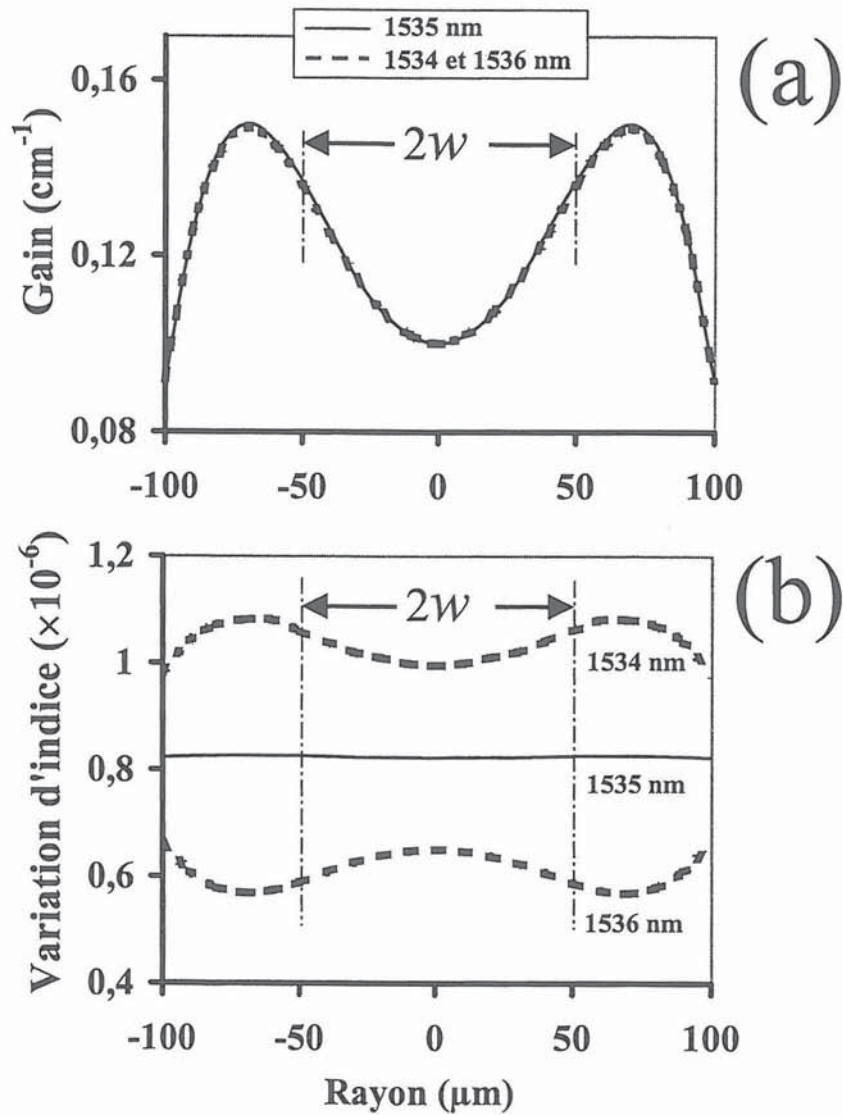 1535 nm
1534 et 1536 nm
(a)
0,16
0,12
0,08
Gain (cm⁻¹)
2w
-100 -50 0 50 100
(b)
1,2
1
0,8
0,6
0,4
Variation d'indice (×10⁻⁶)
2w
1534 nm
1535 nm
1536 nm
-100 -50 0 50 100
Rayon (µm)